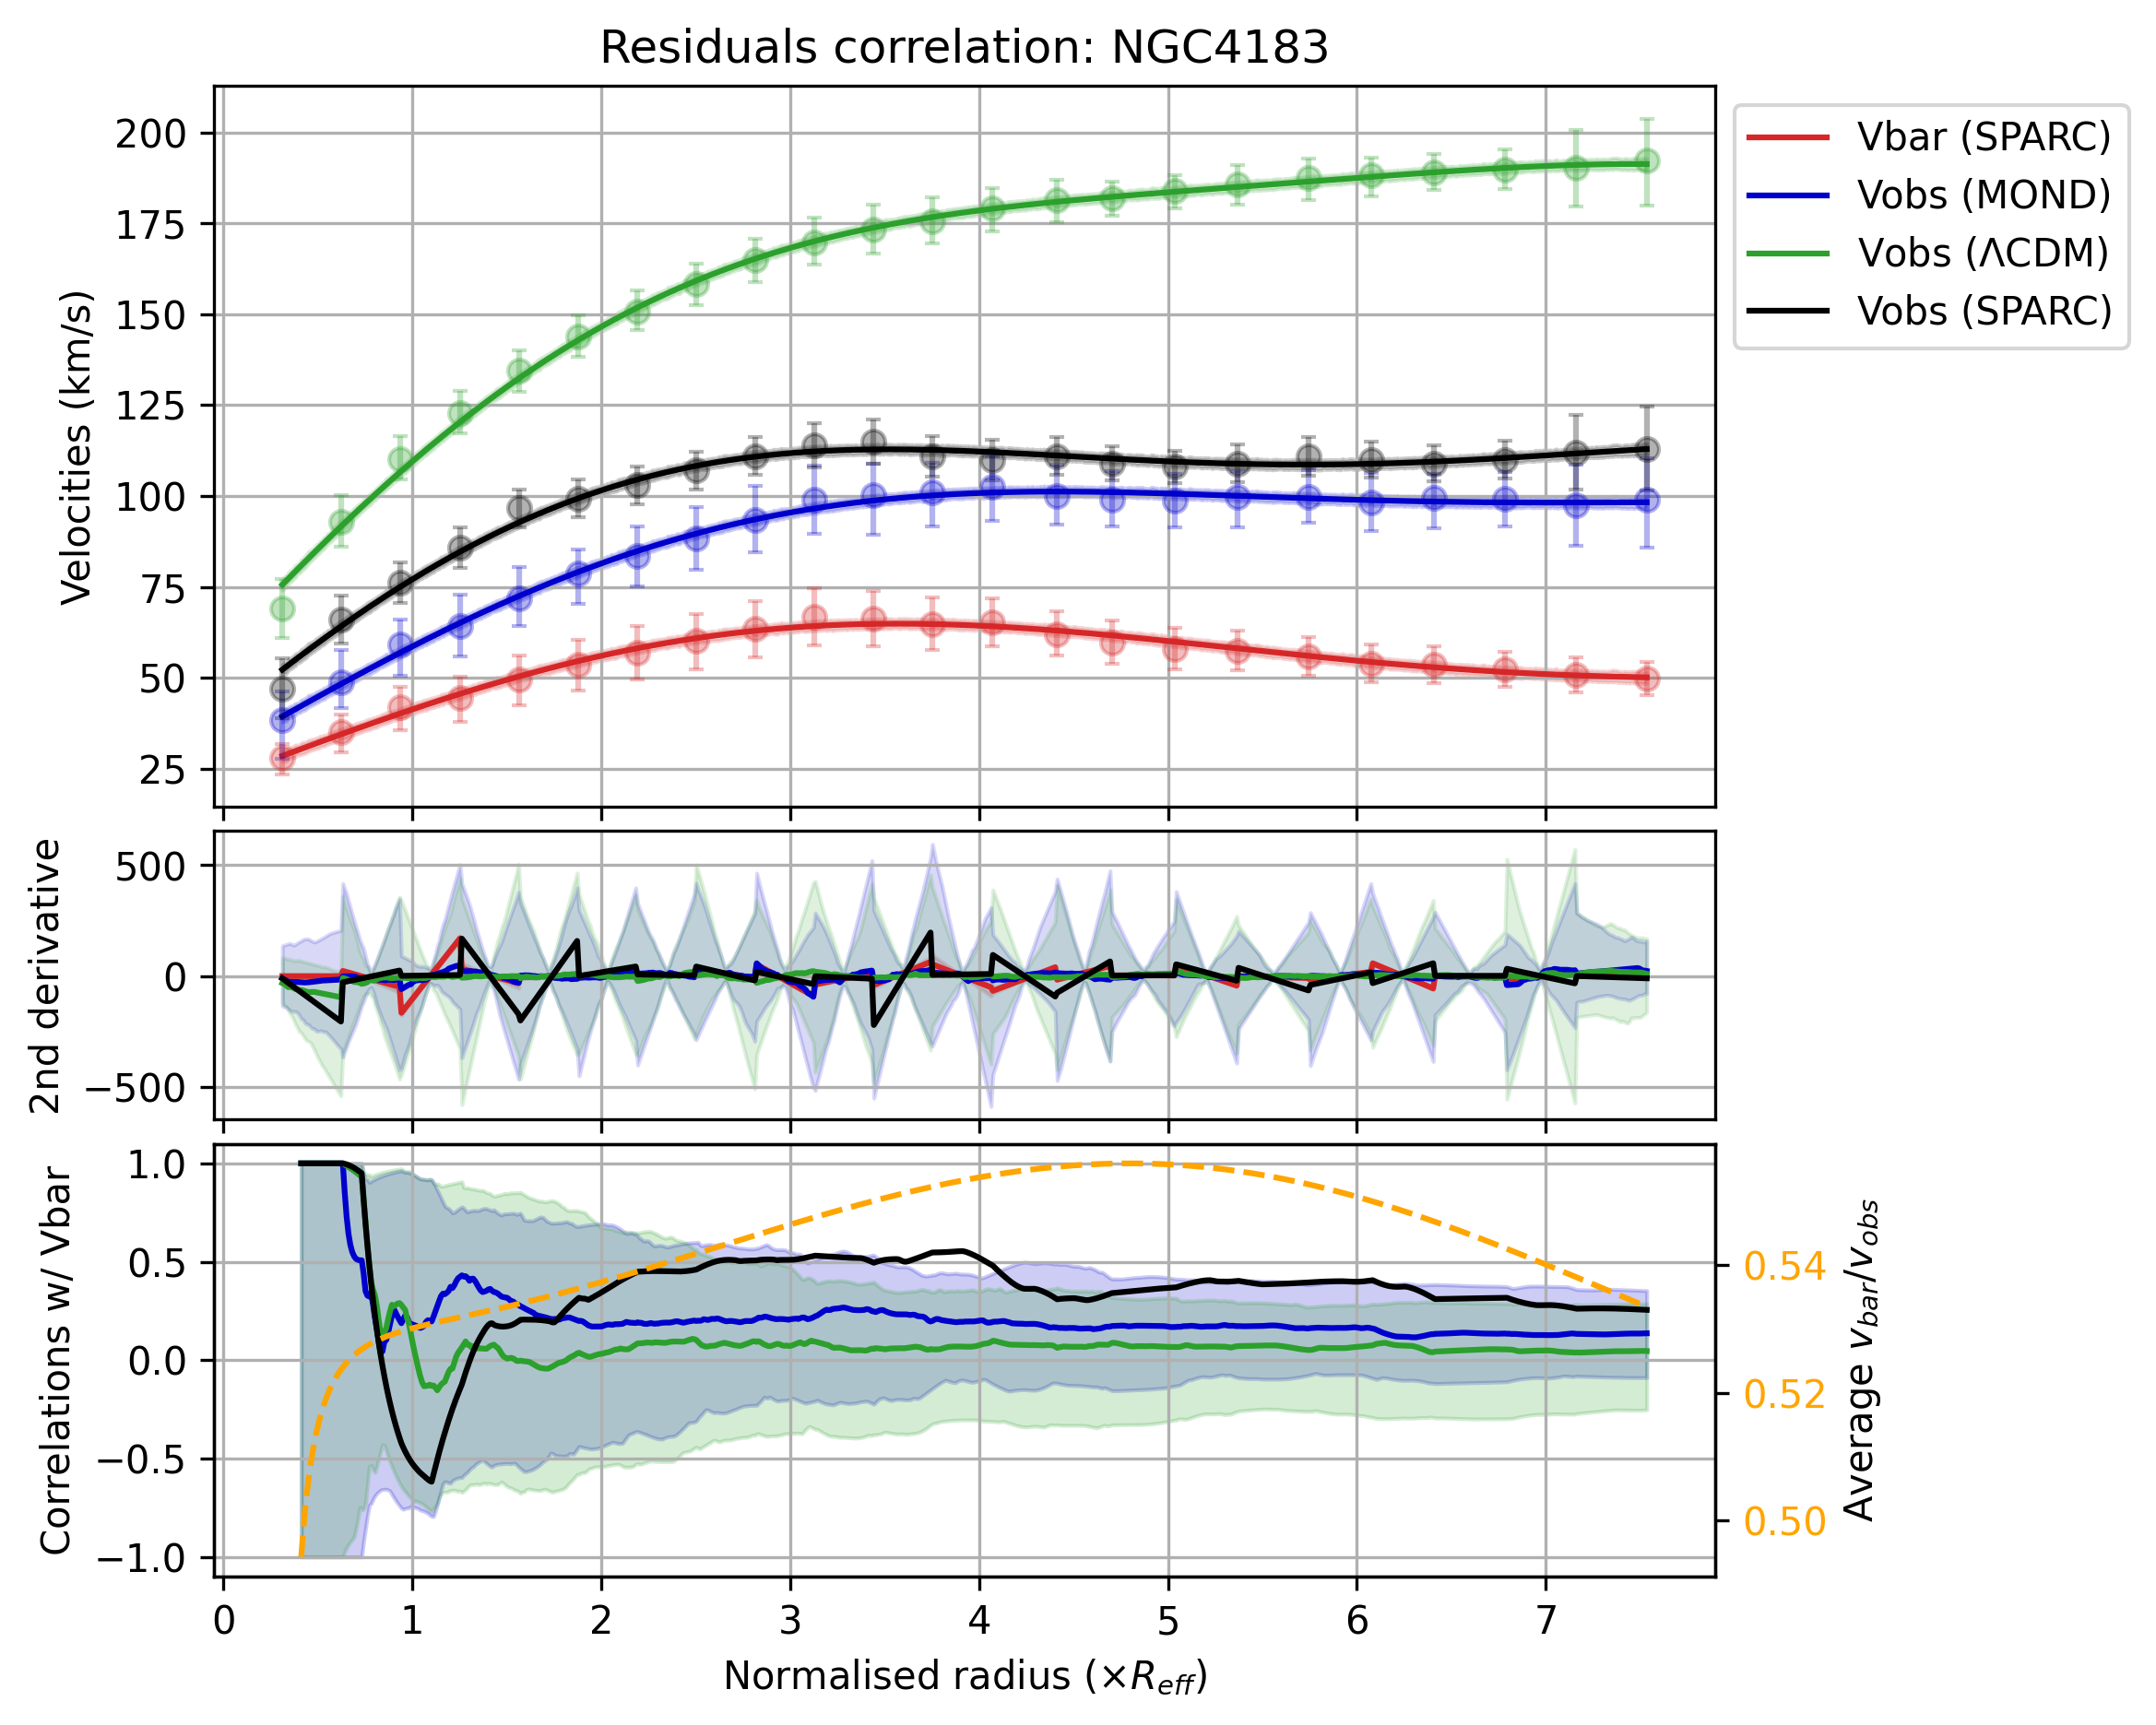 Residuals correlation: NGC4183
Velocities (km/s)
200
175
150
125
100
75
50
25
Vbar (SPARC)
Vobs (MOND)
Vobs (ΛCDM)
Vobs (SPARC)
2nd derivative
500
0
−500
Correlations w/ Vbar
1.0
0.5
0.0
−0.5
−1.0
0.54
0.52
0.50
Average v_bar/v_obs
0 1 2 3 4 5 6 7
Normalised radius (×R_eff)